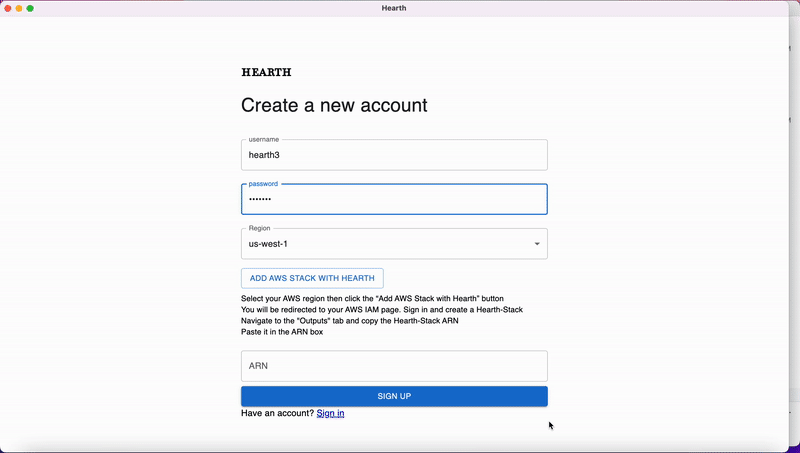 Hearth
HEARTH
Create a new account
username
hearth3
password
•••••••
Region
us-west-1
ADD AWS STACK WITH HEARTH
Select your AWS region then click the "Add AWS Stack with Hearth" button
You will be redirected to your AWS IAM page. Sign in and create a Hearth-Stack
Navigate to the "Outputs" tab and copy the Hearth-Stack ARN
Paste it in the ARN box
ARN
SIGN UP
Have an account? Sign in